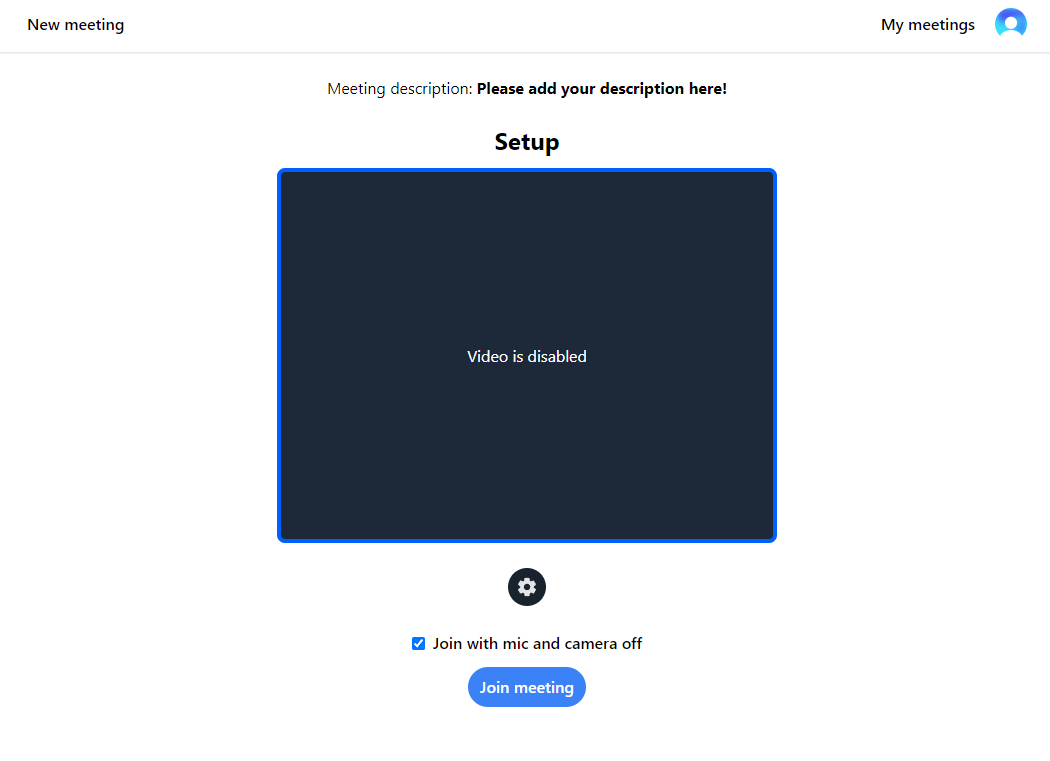 New meeting
My meetings
Meeting description: Please add your description here!
Setup
Video is disabled
Join with mic and camera off
Join meeting